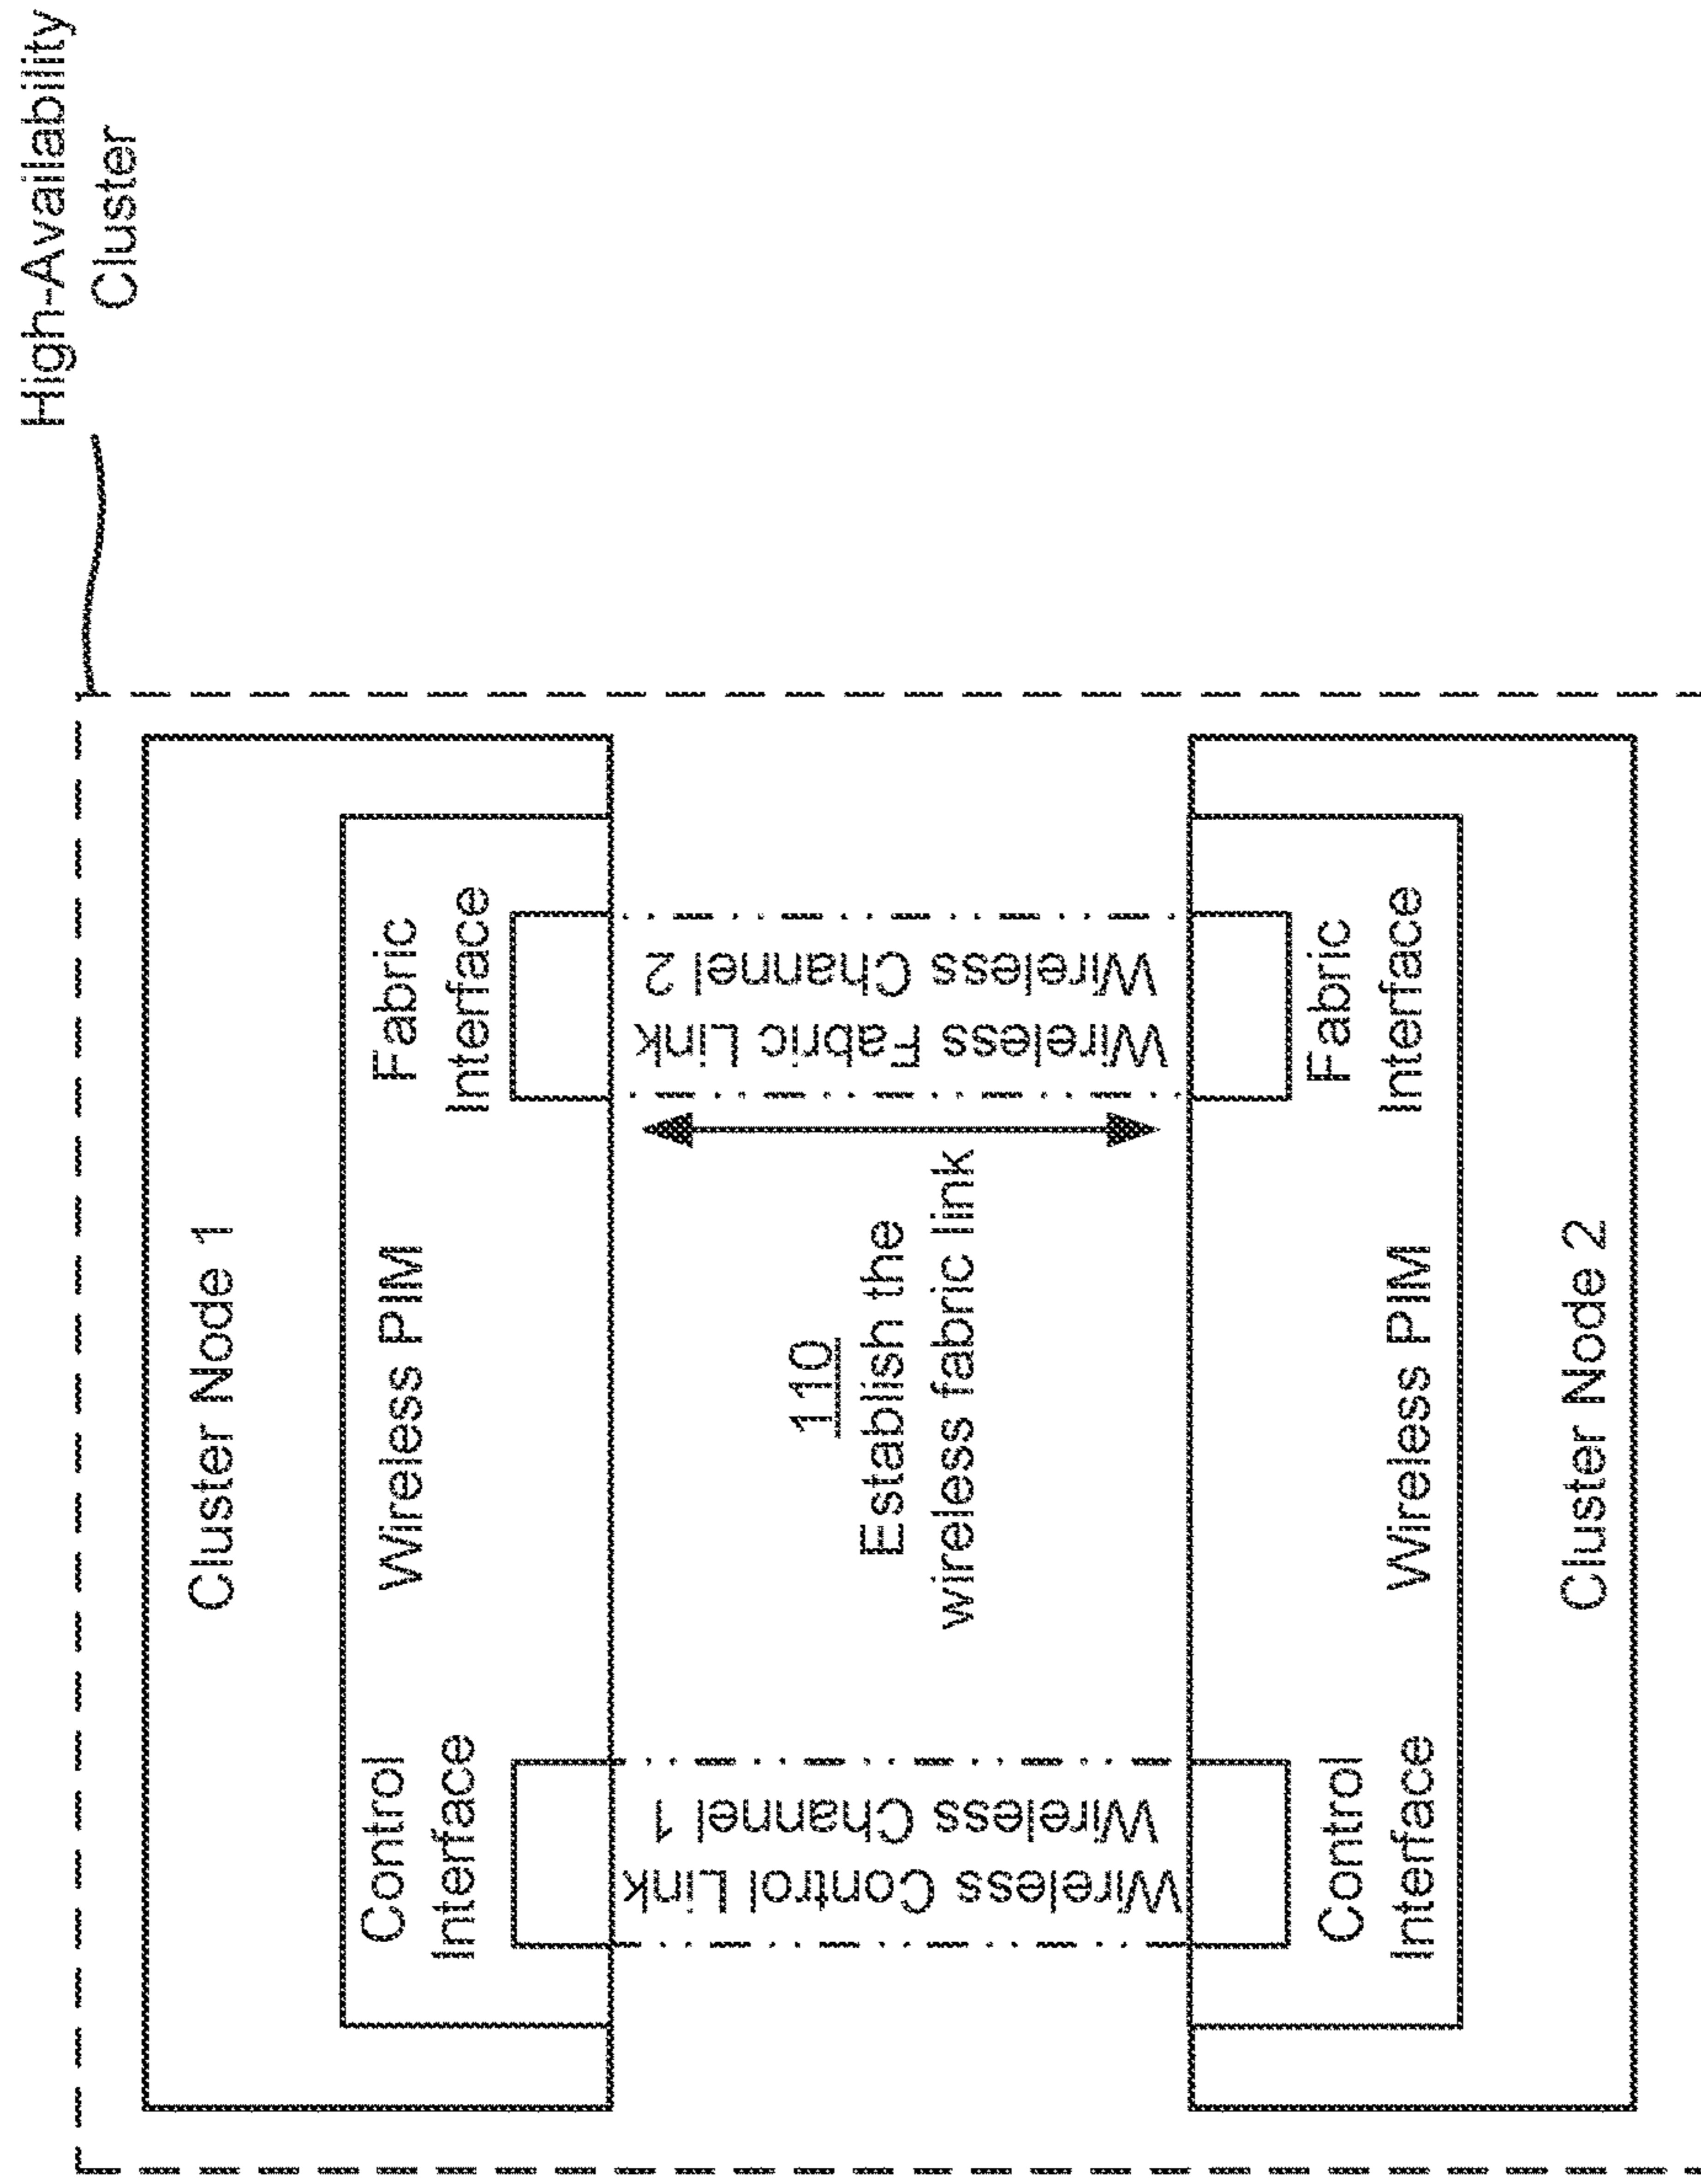 High-Availability
Cluster
Cluster Node 1
Control
Interface
Wireless PIM
Fabric
Interface
Wireless Control Link
Wireless Channel 1
110
Establish the
wireless fabric link
Wireless Fabric Link
Wireless Channel 2
Control
Interface
Wireless PIM
Fabric
Interface
Cluster Node 2